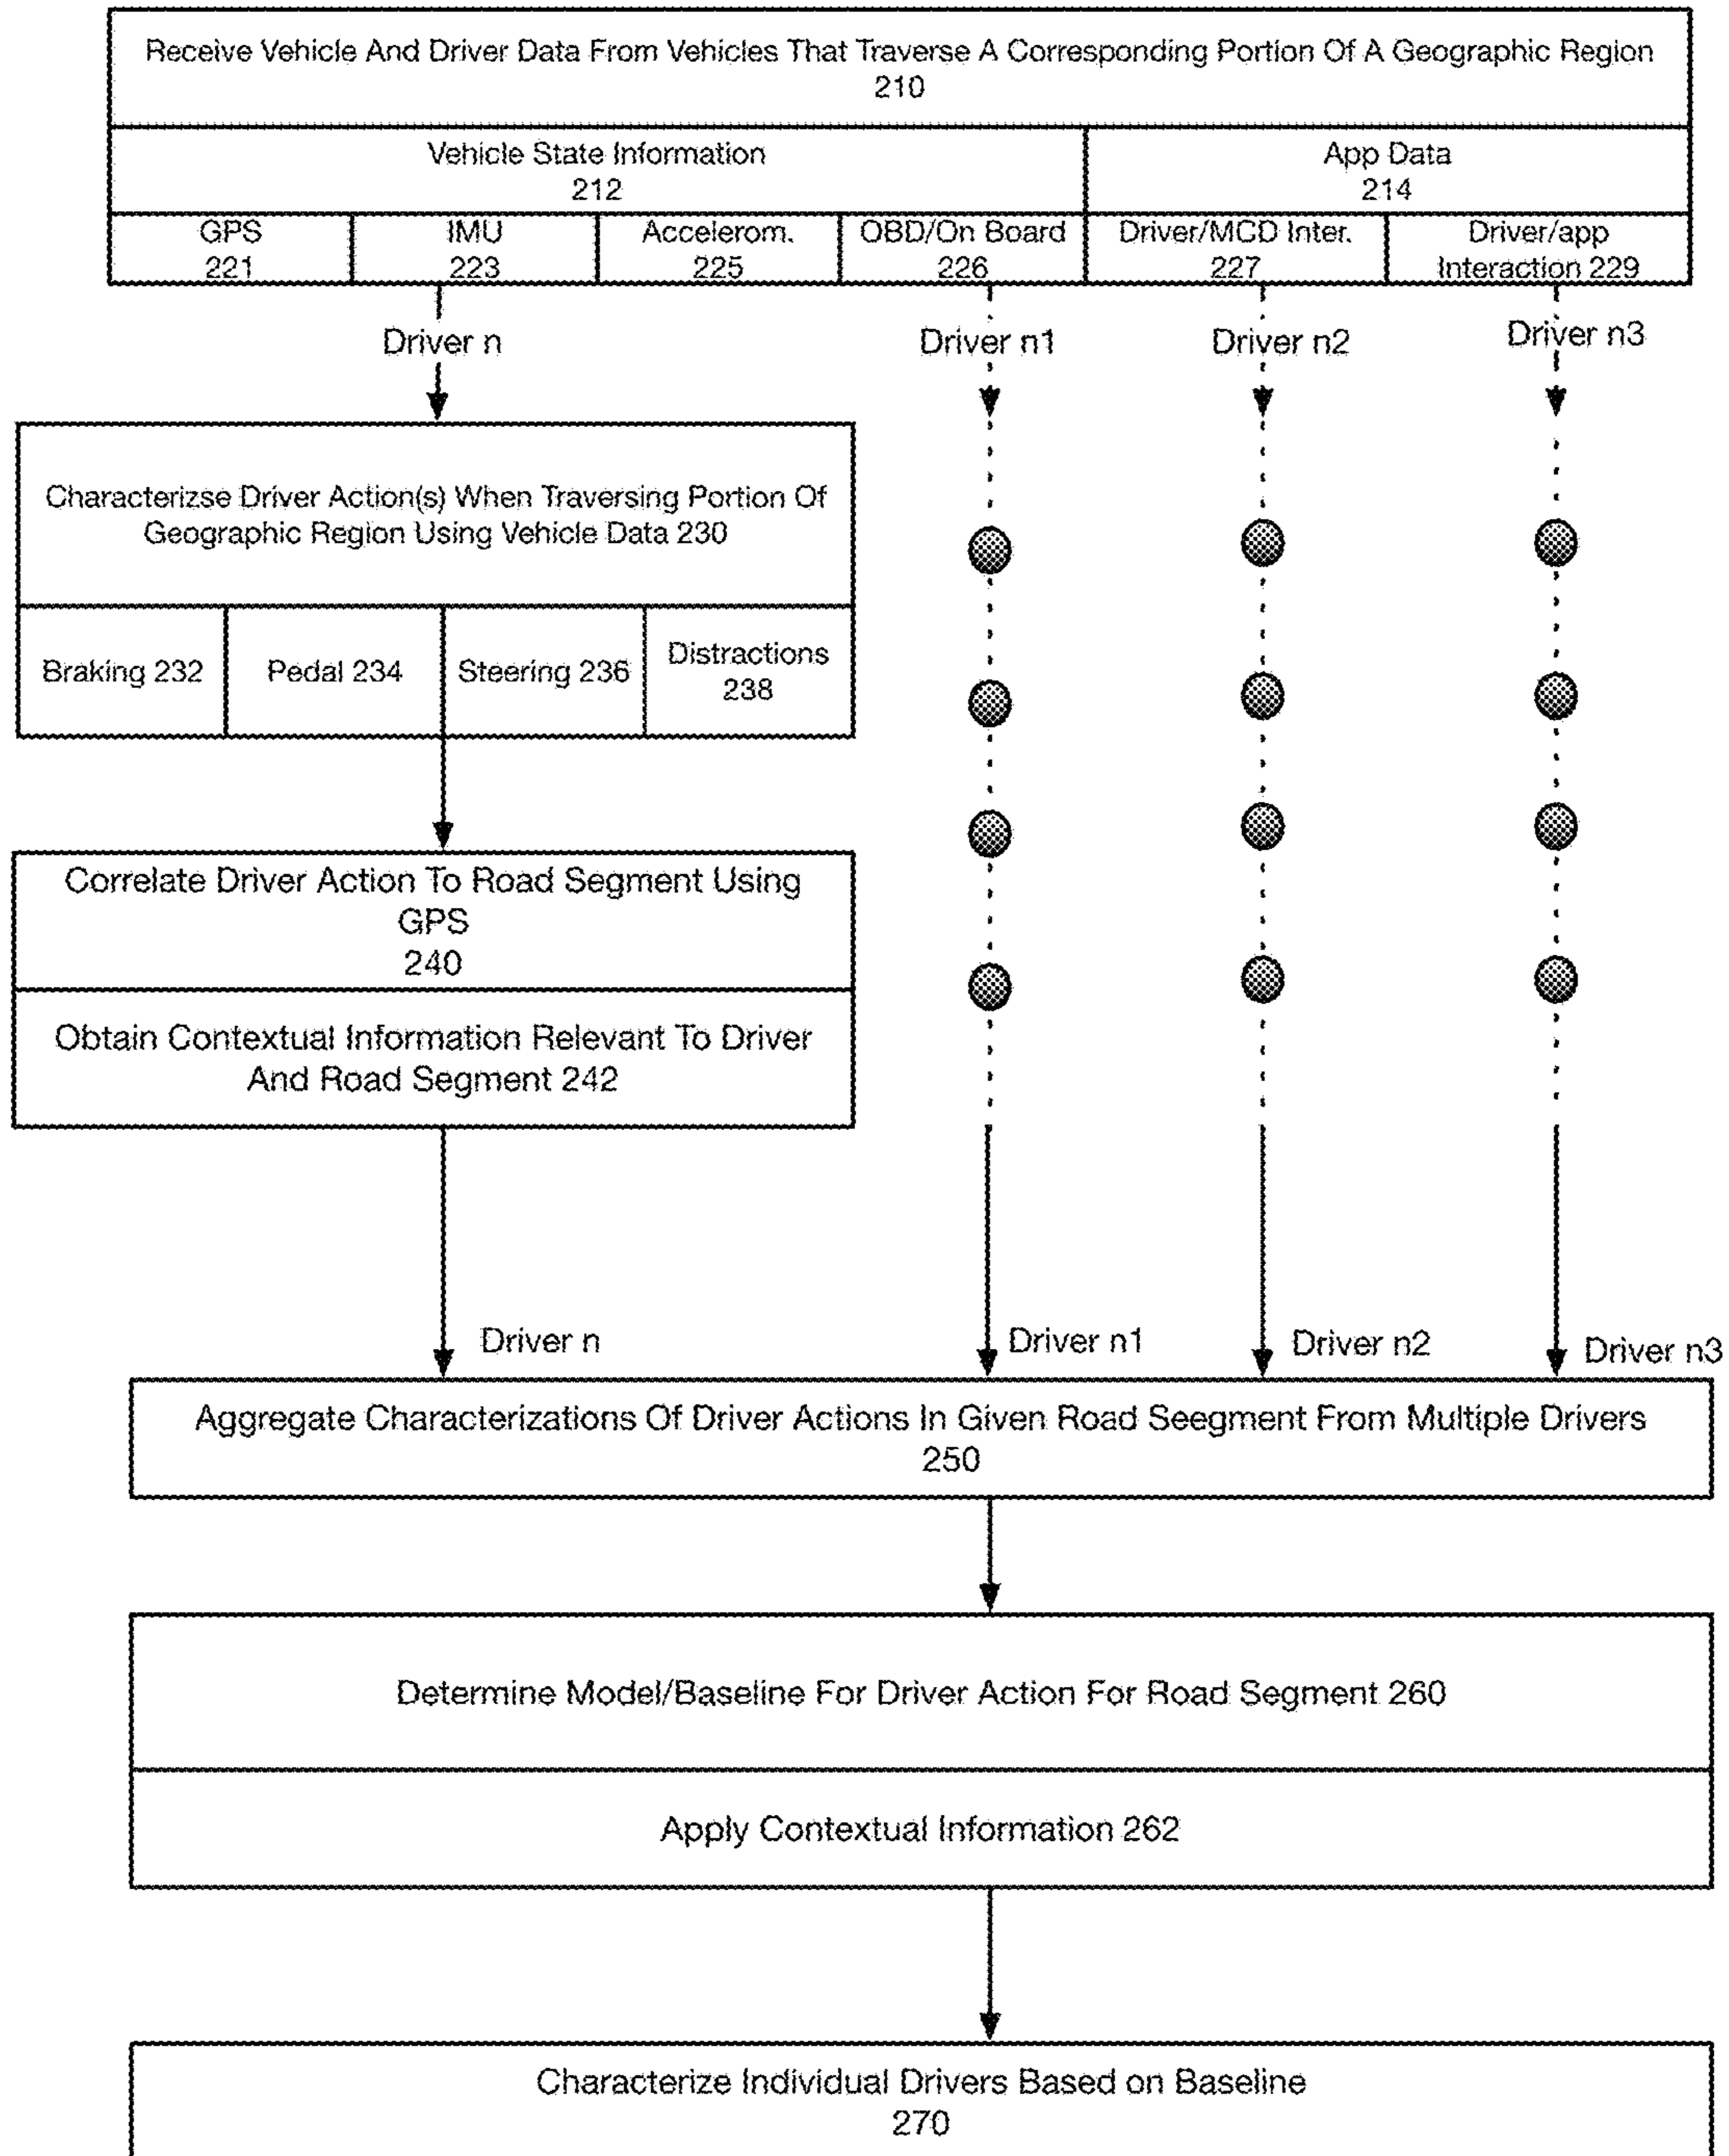 Receive Vehicle And Driver Data From Vehicles That Traverse A Corresponding Portion Of A Geographic Region
210
Vehicle State Information
212
App Data
214
GPS
221
IMU
223
Accelerom.
225
OBD/On Board
226
Driver/MCD Inter.
227
Driver/app
Interaction 229
Driver n
Driver n1
Driver n2
Driver n3
Characterizse Driver Action(s) When Traversing Portion Of
Geographic Region Using Vehicle Data 230
Braking 232
Pedal 234
Steering 236
Distractions
238
Correlate Driver Action To Road Segment Using
GPS
240
Obtain Contextual Information Relevant To Driver
And Road Segment 242
Driver n
Driver n1
Driver n2
Driver n3
Aggregate Characterizations Of Driver Actions In Given Road Seegment From Multiple Drivers
250
Determine Model/Baseline For Driver Action For Road Segment 260
Apply Contextual Information 262
Characterize Individual Drivers Based on Baseline
270